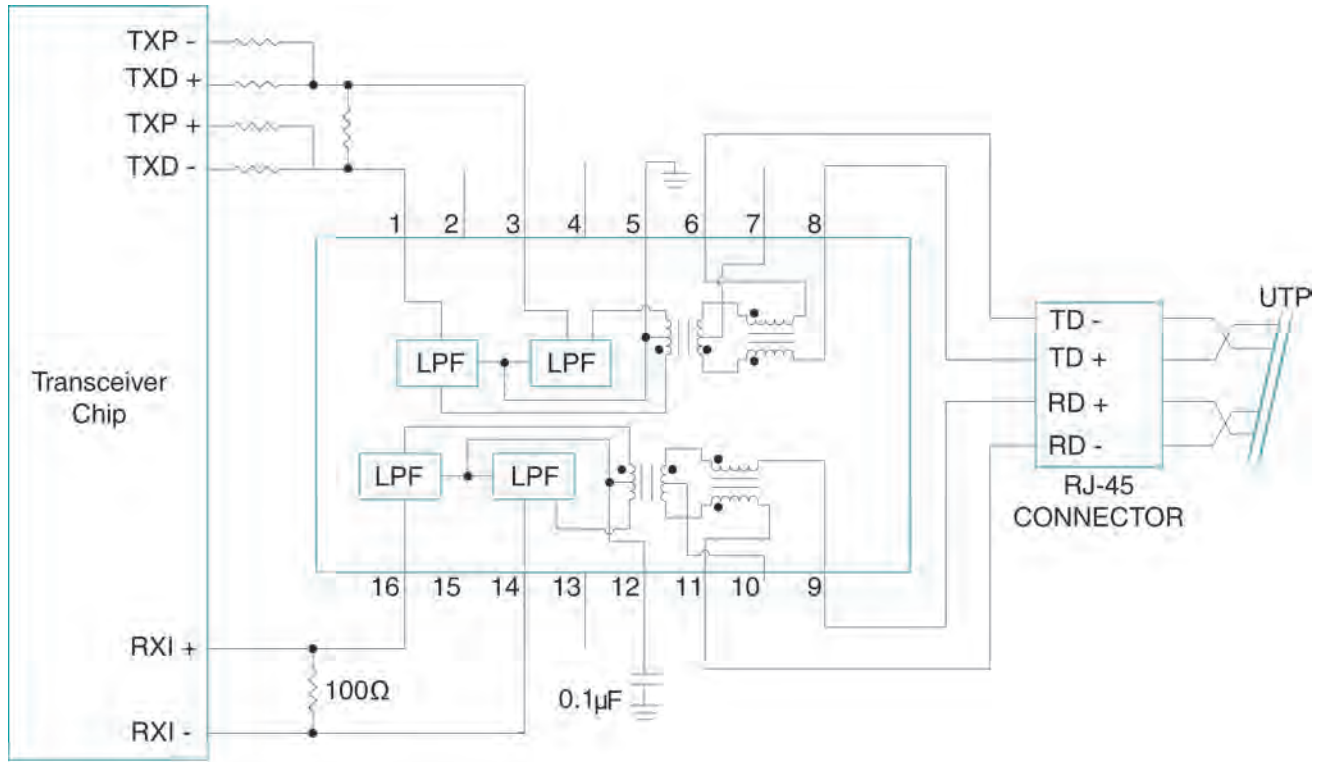 TXP -
TXD +
TXP +
TXD -
1 2 3 4 5 6 7 8
UTP
TD -
TD +
RD +
RD -
LPF LPF
Transceiver
Chip
LPF LPF
RJ-45
CONNECTOR
16 15 14 13 12 11 10 9
RXI +
100Ω
0.1µF
RXI -